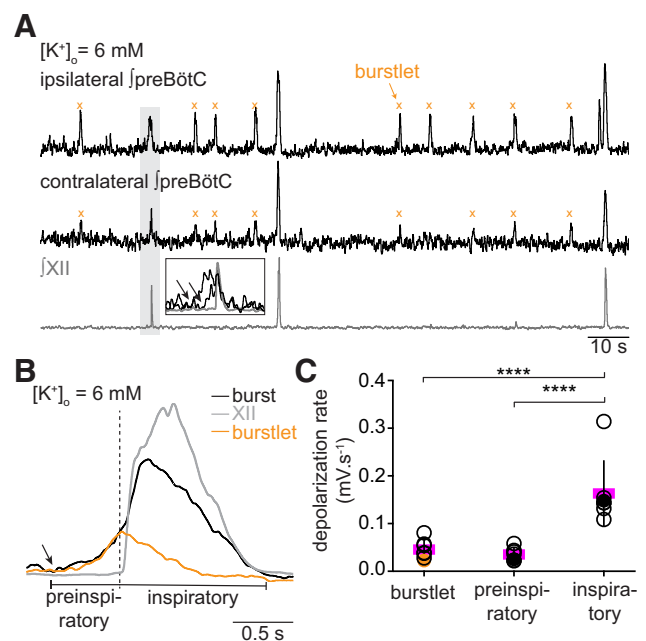 A
[K⁺]ₒ = 6 mM
ipsilateral ∫preBötC
burstlet
x x x x x x x x x
contralateral ∫preBötC
x x x x x x x x
∫XII
10 s
B
[K⁺]ₒ = 6 mM
burst
XII
burstlet
preinspi-
ratory
inspiratory
0.5 s
C
****
****
depolarization rate
(mV.s⁻¹)
0.4
0.3
0.2
0.1
0.0
burstlet
preinspi-
ratory
inspira-
tory